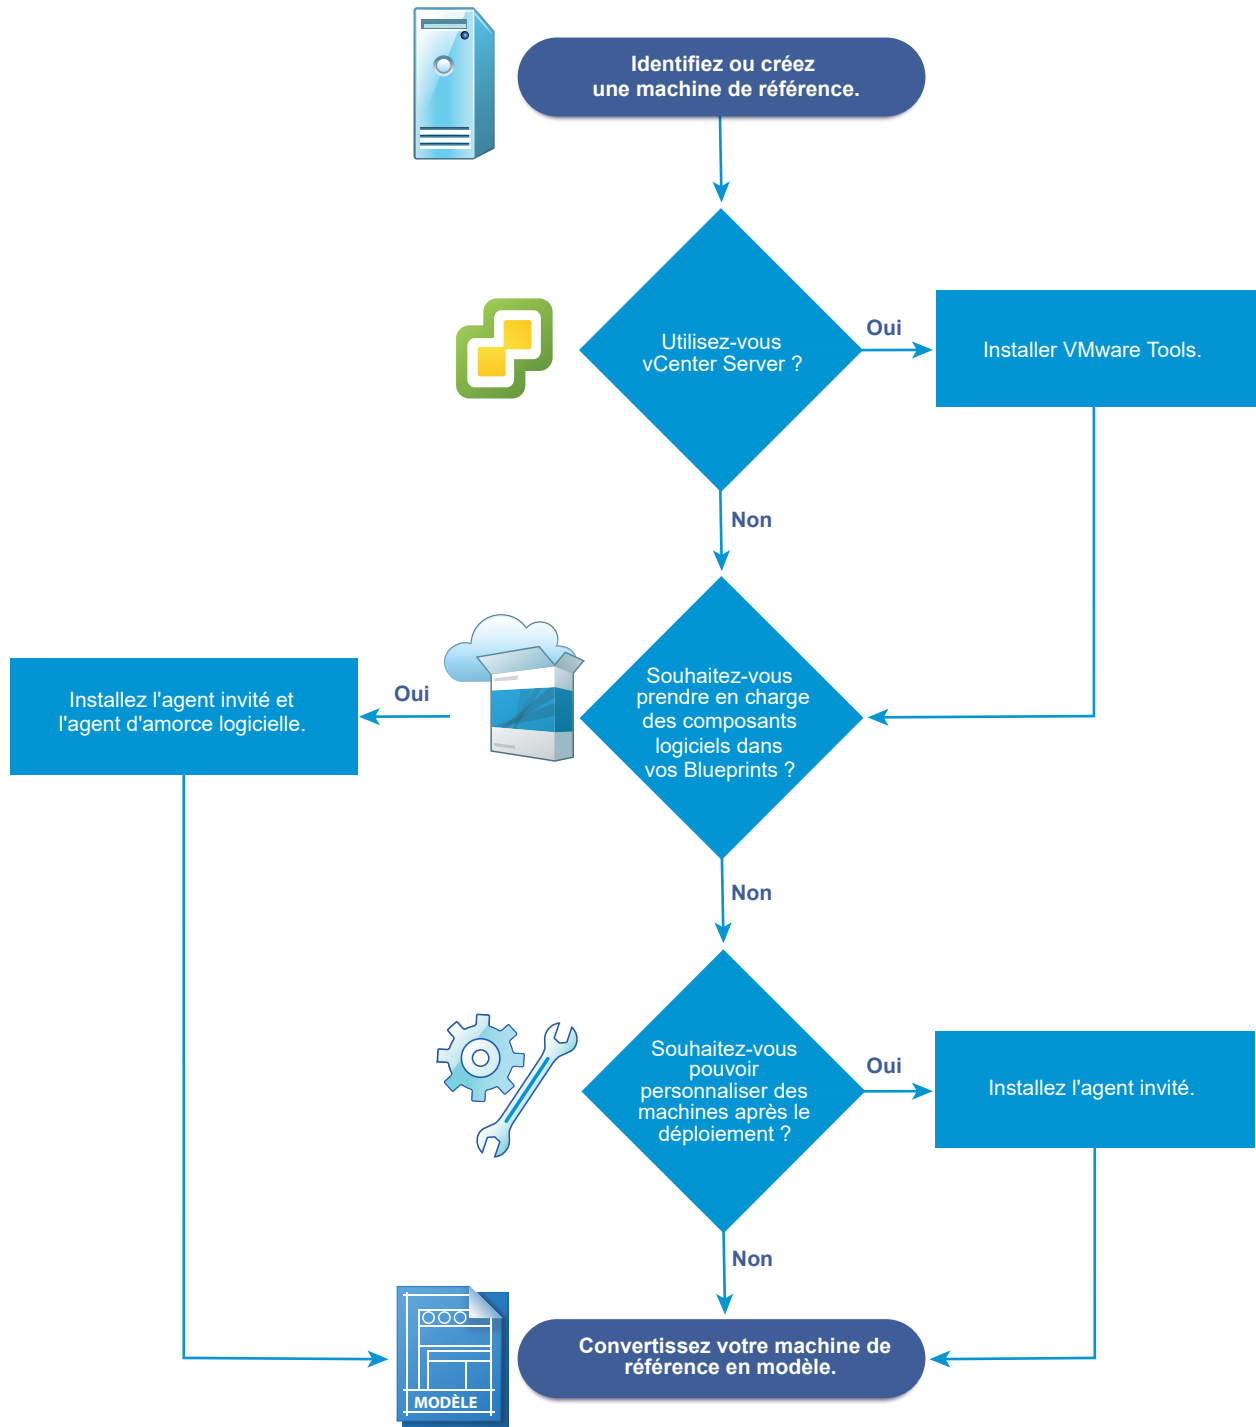 Identifiez ou créez
une machine de référence.
Utilisez-vous
vCenter Server ?
Oui
Installer VMware Tools.
Non
Souhaitez-vous
prendre en charge
des composants
logiciels dans
vos Blueprints ?
Oui
Installez l'agent invité et
l'agent d'amorce logicielle.
Non
Souhaitez-vous
pouvoir
personnaliser des
machines après le
déploiement ?
Oui
Installez l'agent invité.
Non
Convertissez votre machine de
référence en modèle.
MODÈLE